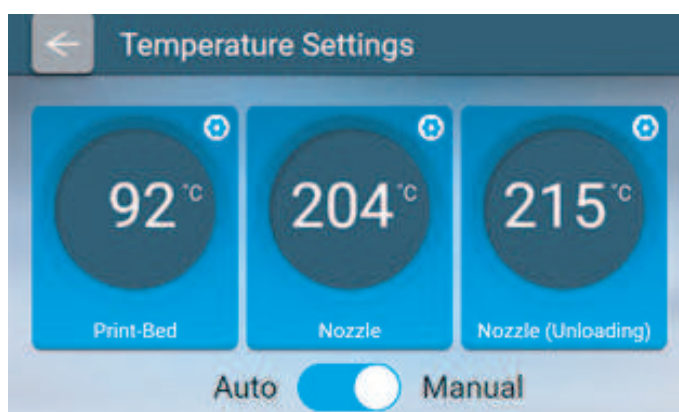 Temperature Settings
92 °C
204 °C
215 °C
Print-Bed
Nozzle
Nozzle (Unloading)
Auto
Manual